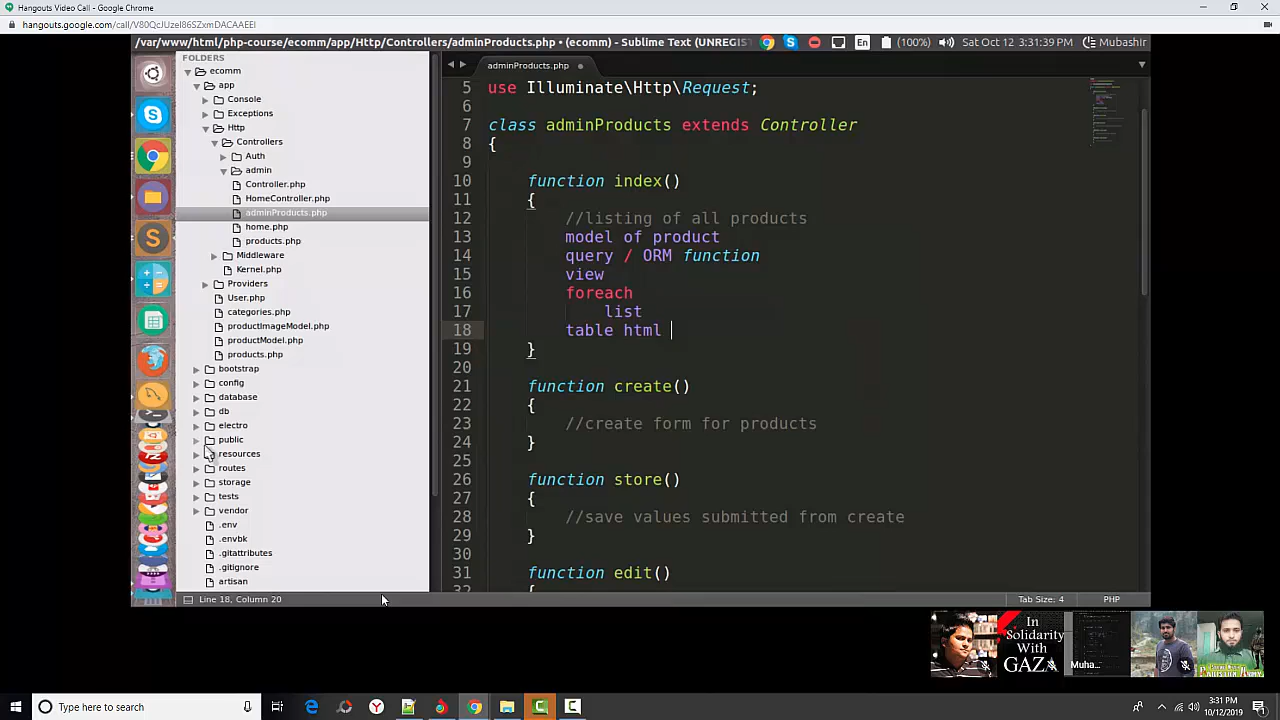 Hangouts Video Call - Google Chrome
hangouts.google.com/call/V80QcJUzel86SZxmDACAAEEI
/var/www/html/php-course/ecomm/app/Http/Controllers/adminProducts.php • (ecomm) - Sublime Text (UNREGIS
En
(100%)
Sat Oct 12 3:31:39 PM
Mubashir
FOLDERS
ecomm
app
Console
Exceptions
Http
Controllers
Auth
admin
Controller.php
HomeController.php
adminProducts.php
home.php
products.php
Middleware
Kernel.php
Providers
User.php
categories.php
productImageModel.php
productModel.php
products.php
bootstrap
config
database
db
electro
public
resources
routes
storage
tests
vendor
.env
.envbk
.gitattributes
.gitignore
artisan
adminProducts.php
5 use Illuminate\Http\Request;
6
7 class adminProducts extends Controller
8 {
9
10 function index()
11 {
12 //listing of all products
13 model of product
14 query / ORM function
15 view
16 foreach
17 list
18 table html
19 }
20
21 function create()
22 {
23 //create form for products
24 }
25
26 function store()
27 {
28 //save values submitted from create
29 }
30
31 function edit()
32 {
Line 18, Column 20
Tab Size: 4
PHP
In
Solidarity
With
GAZA
Muha...
Type here to search
3:31 PM
10/12/2019